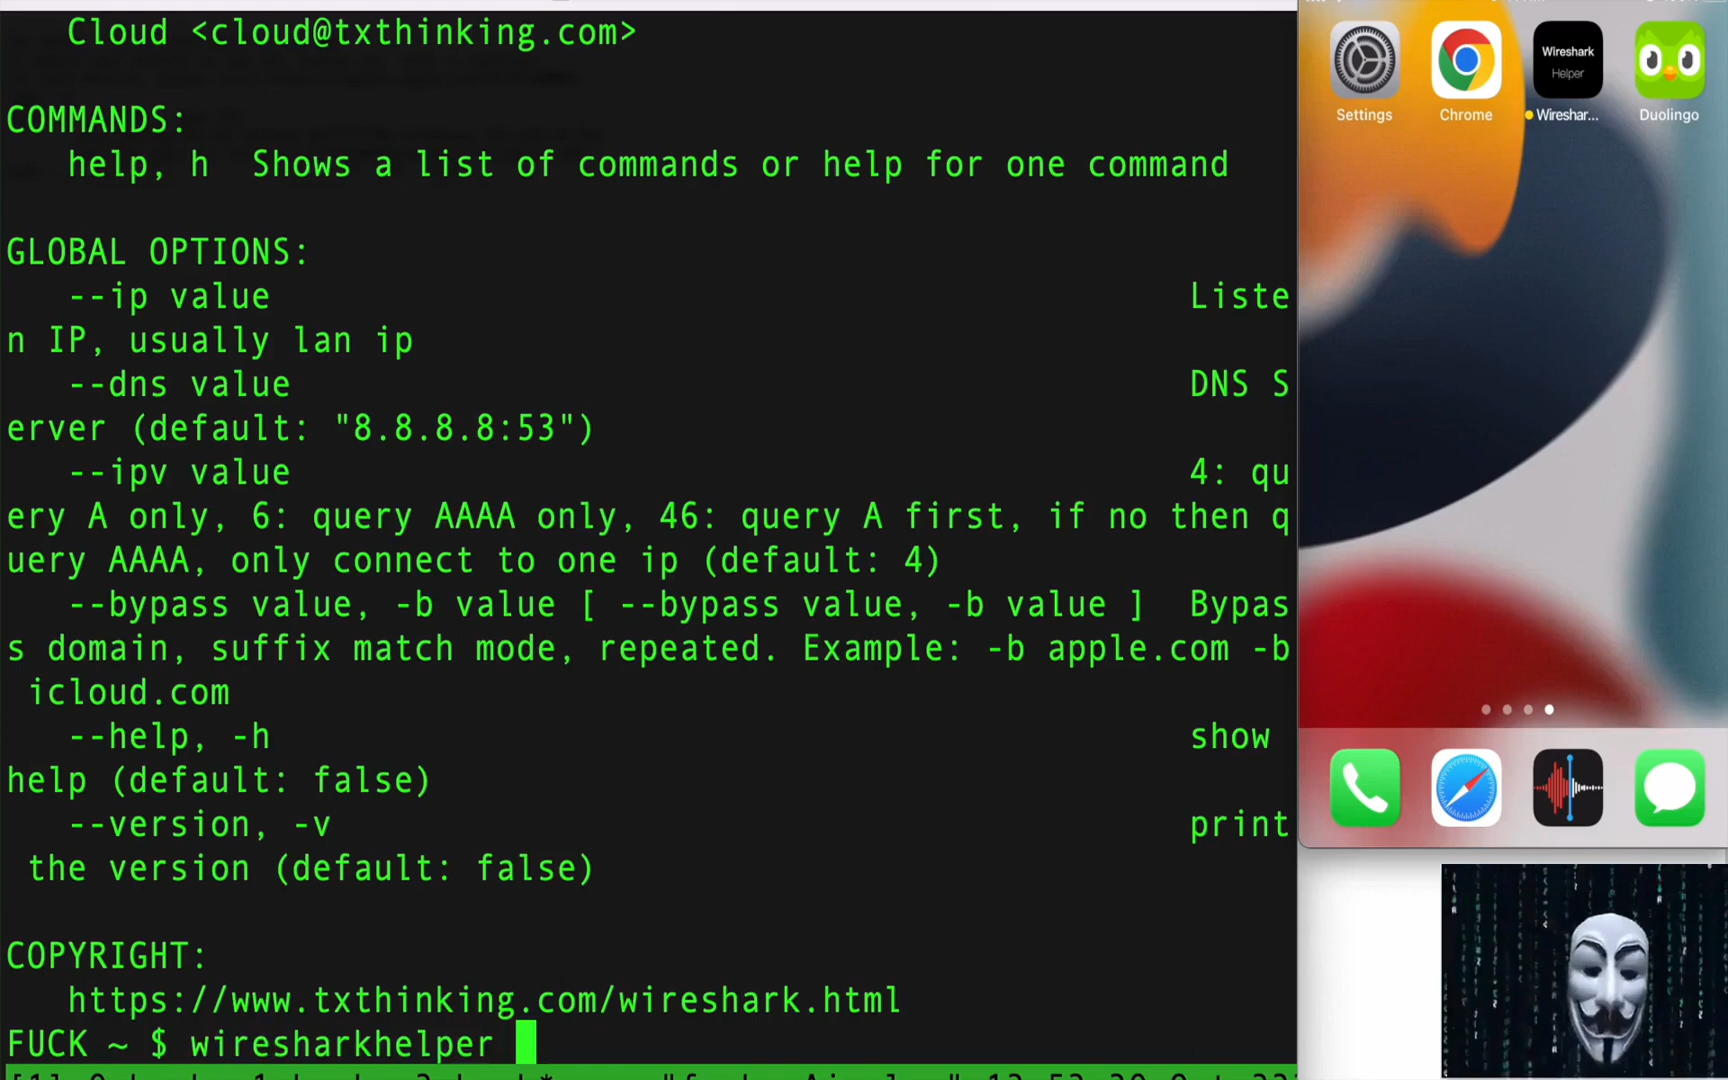 Cloud <cloud@txthinking.com>
COMMANDS:
help, h  Shows a list of commands or help for one command
GLOBAL OPTIONS:
--ip value                                             Liste
n IP, usually lan ip
--dns value                                            DNS S
erver (default: "8.8.8.8:53")
--ipv value                                            4: qu
ery A only, 6: query AAAA only, 46: query A first, if no then q
uery AAAA, only connect to one ip (default: 4)
--bypass value, -b value [ --bypass value, -b value ]  Bypas
s domain, suffix match mode, repeated. Example: -b apple.com -b
icloud.com
--help, -h                                             show
help (default: false)
--version, -v                                          print
the version (default: false)
COPYRIGHT:
https://www.txthinking.com/wireshark.html
FUCK ~ $ wiresharkhelper
Wireshark
Helper
Settings
Chrome
Wireshar...
Duolingo